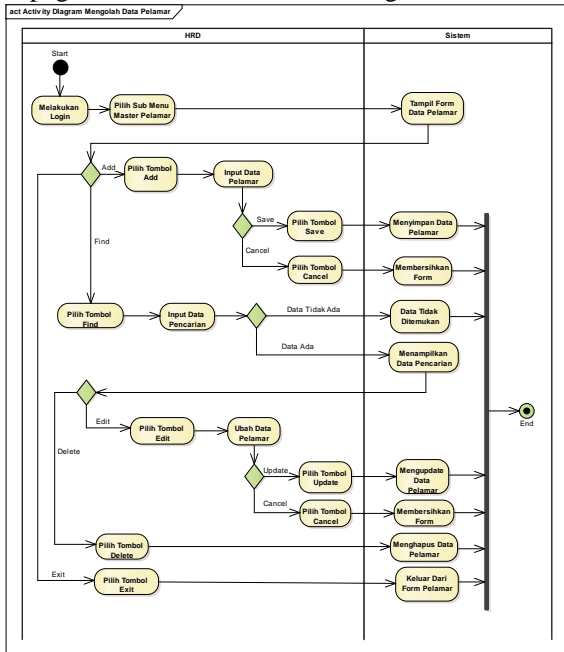 act Activity Diagram Mengolah Data Pelamar
HRD
Sistem
Start
Melakukan
Login
Pilih Sub Menu
Master Pelamar
Tampil Form
Data Pelamar
Add
Pilih Tombol
Add
Input Data
Pelamar
Save
Pilih Tombol
Save
Menyimpan Data
Pelamar
Find
Cancel
Pilih Tombol
Cancel
Membersihkan
Form
Pilih Tombol
Find
Input Data
Pencarian
Data Tidak Ada
Data Tidak
Ditemukan
Data Ada
Menampilkan
Data Pencarian
End
Edit
Pilih Tombol
Edit
Ubah Data
Pelamar
Delete
Update
Pilih Tombol
Update
Mengupdate
Data
Pelamar
Cancel
Pilih Tombol
Cancel
Membersihkan
Form
Pilih Tombol
Delete
Menghapus Data
Pelamar
Exit
Pilih Tombol
Exit
Keluar Dari
Form Pelamar